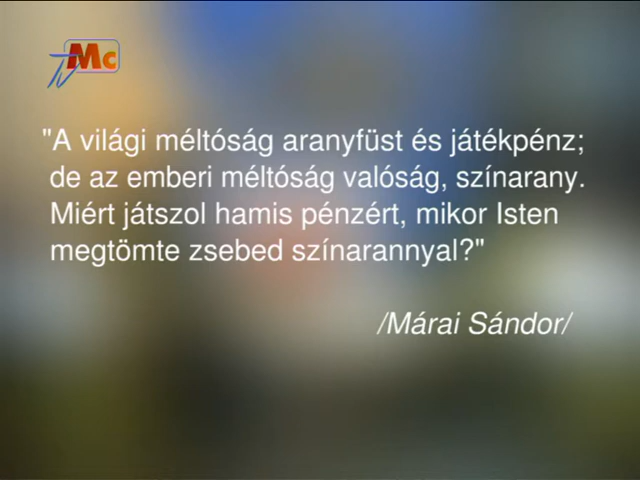 TV Mc
"A világi méltóság aranyfüst és játékpénz;
de az emberi méltóság valóság, színarany.
Miért játszol hamis pénzért, mikor Isten
megtömte zsebed színarannyal?"
/Márai Sándor/